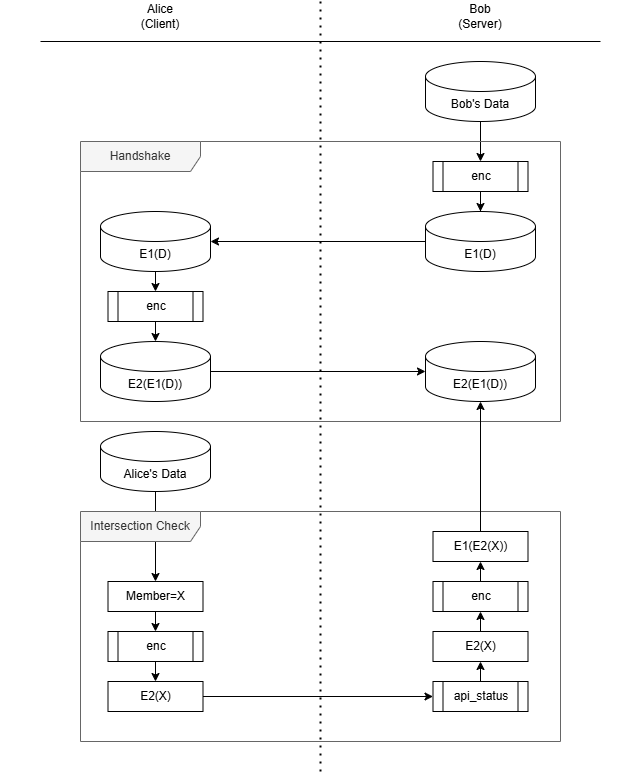 Alice
(Client)
Bob
(Server)
Bob's Data
Handshake
enc
E1(D)
E1(D)
enc
E2(E1(D))
E2(E1(D))
Alice's Data
Intersection Check
E1(E2(X))
Member=X
enc
enc
E2(X)
E2(X)
api_status